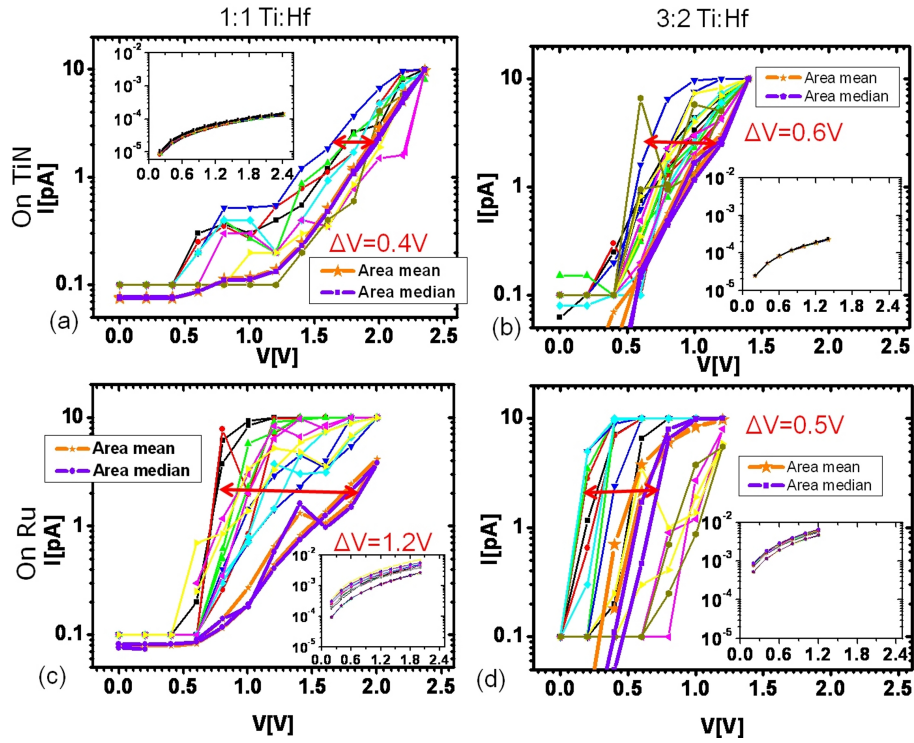 1:1 Ti:Hf
3:2 Ti:Hf
On TiN
I[pA]
10
1
0.1
10⁻²
10⁻³
10⁻⁴
10⁻⁵
0.0 0.6 1.2 1.8 2.4
ΔV=0.4V
Area mean
Area median
(a)
0.0 0.5 1.0 1.5 2.0 2.5
V[V]
I[pA]
10
1
0.1
Area mean
Area median
ΔV=0.6V
10⁻²
10⁻³
10⁻⁴
10⁻⁵
0.0 0.6 1.2 1.8 2.4
(b)
0.0 0.5 1.0 1.5 2.0 2.5
V[V]
On Ru
I[pA]
10
1
0.1
Area mean
Area median
ΔV=1.2V
10⁻²
10⁻³
10⁻⁴
10⁻⁵
0.0 0.6 1.2 1.8 2.4
(c)
0.0 0.5 1.0 1.5 2.0 2.5
V[V]
I[pA]
10
1
0.1
ΔV=0.5V
Area mean
Area median
10⁻²
10⁻³
10⁻⁴
10⁻⁵
0.0 0.6 1.2 1.8 2.4
(d)
0.0 0.5 1.0 1.5 2.0 2.5
V[V]